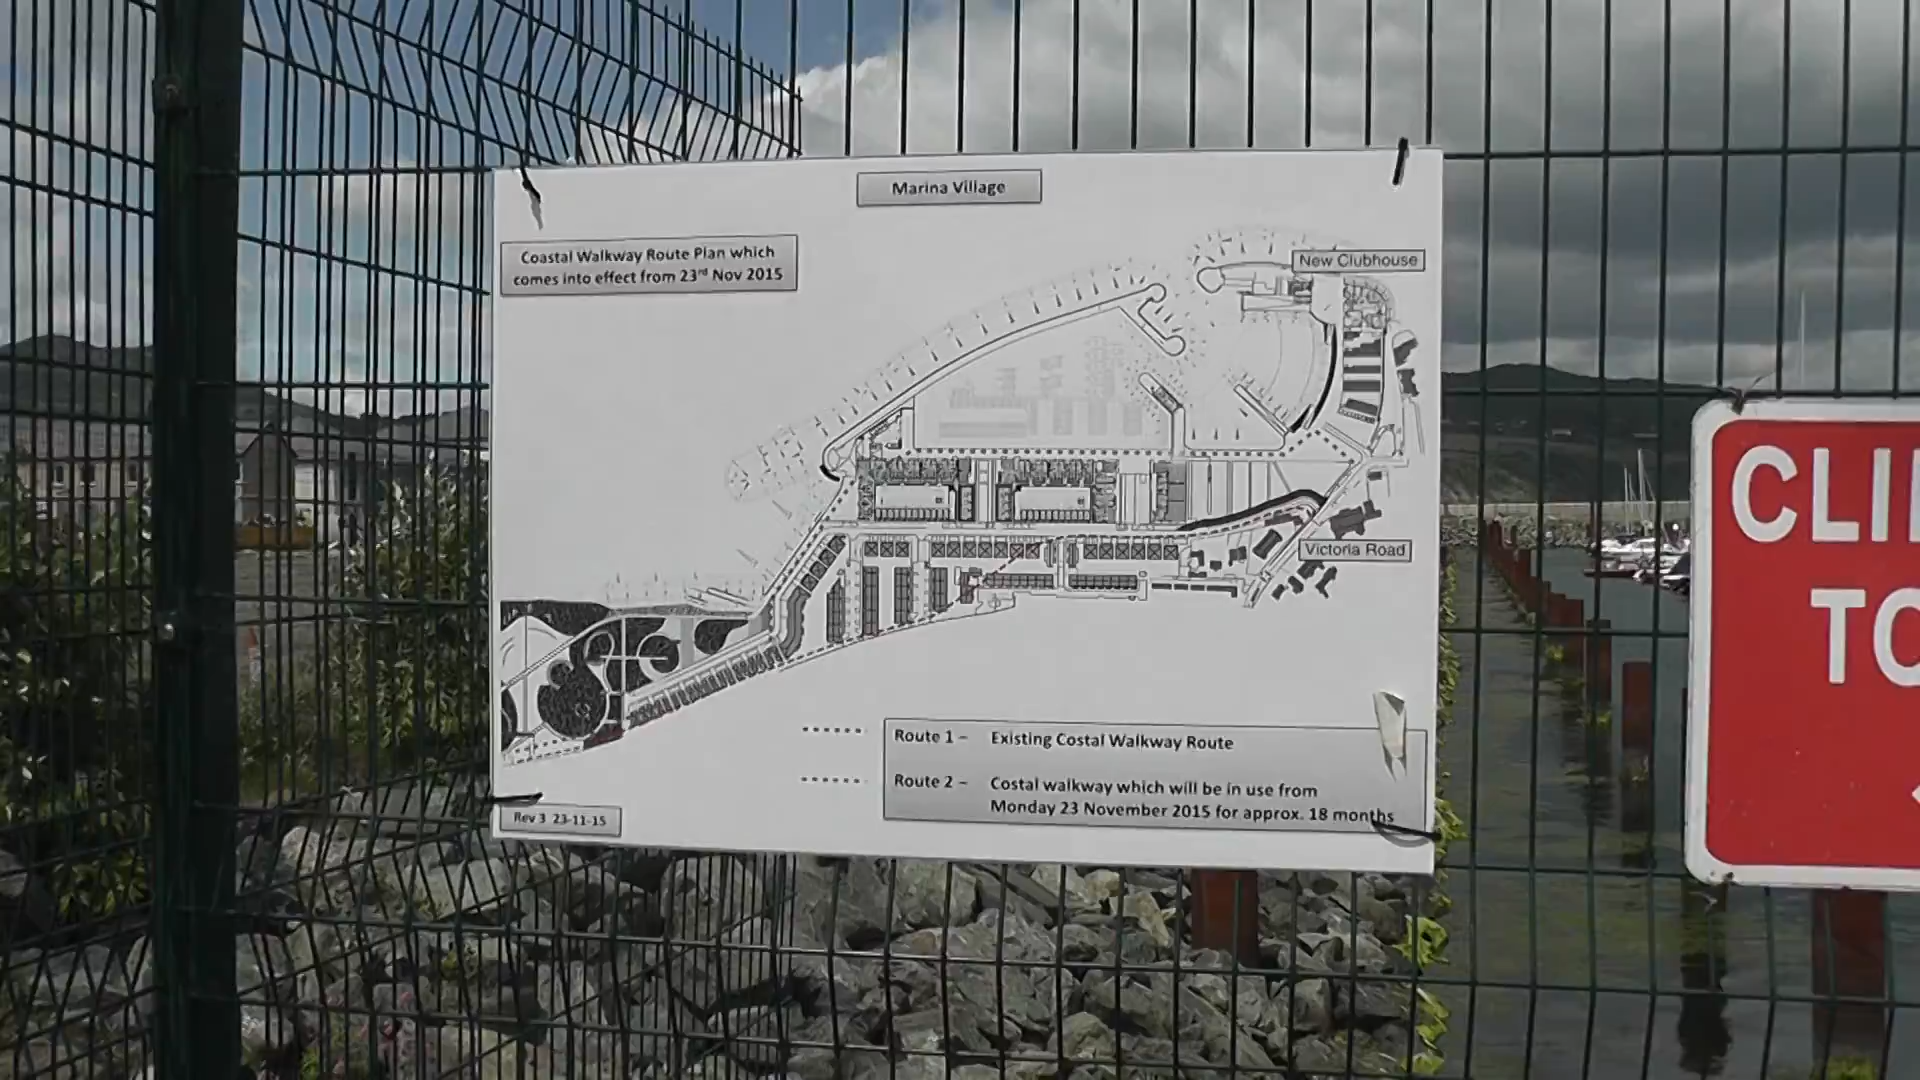 Marina Village
Coastal Walkway Route Plan which
comes into effect from 23rd Nov 2015
New Clubhouse
Victoria Road
Route 1 – Existing Costal Walkway Route
Route 2 – Costal walkway which will be in use from
Monday 23 November 2015 for approx. 18 months
Rev 3 23-11-15